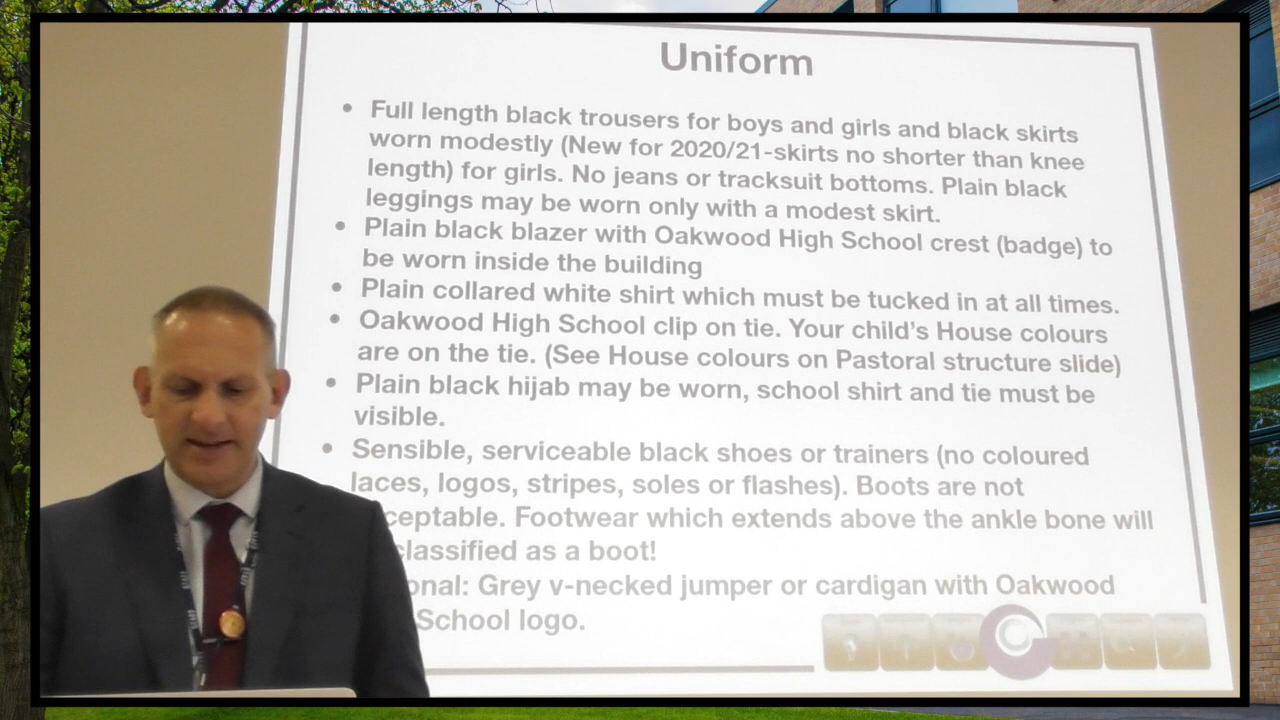 Uniform
• Full length black trousers for boys and girls and black skirts
worn modestly (New for 2020/21-skirts no shorter than knee
length) for girls. No jeans or tracksuit bottoms. Plain black
leggings may be worn only with a modest skirt.
• Plain black blazer with Oakwood High School crest (badge) to
be worn inside the building
• Plain collared white shirt which must be tucked in at all times.
• Oakwood High School clip on tie. Your child's House colours
are on the tie. (See House colours on Pastoral structure slide)
• Plain black hijab may be worn, school shirt and tie must be
visible.
• Sensible, serviceable black shoes or trainers (no coloured
laces, logos, stripes, soles or flashes). Boots are not
ceptable. Footwear which extends above the ankle bone will
classified as a boot!
onal: Grey v-necked jumper or cardigan with Oakwood
School logo.